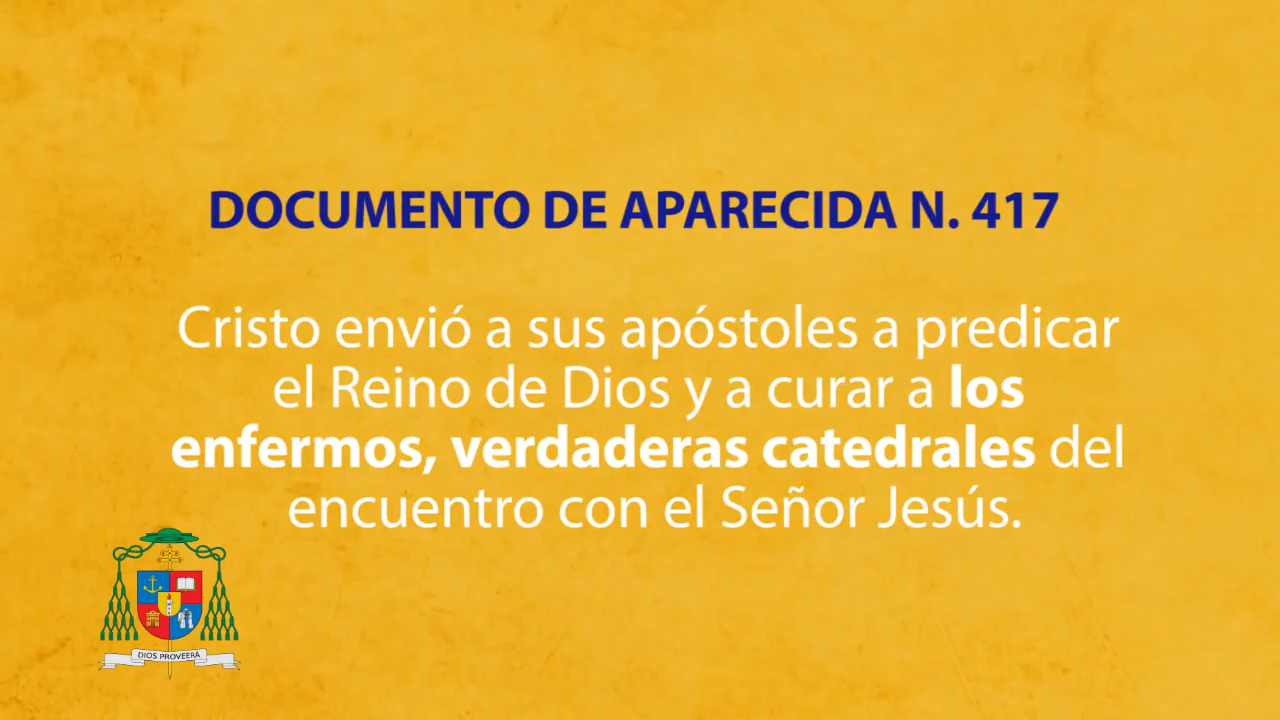 DOCUMENTO DE APARECIDA N. 417
Cristo envió a sus apóstoles a predicar
el Reino de Dios y a curar a los
enfermos, verdaderas catedrales del
encuentro con el Señor Jesús.
DIOS PROVEERÁ